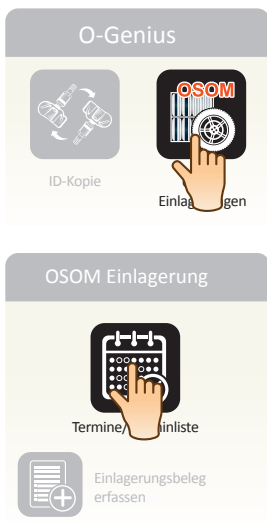 O-Genius
OSOM
ID-Kopie
OSOM Einlagerung
Einlagerungsbeleg
erfassen